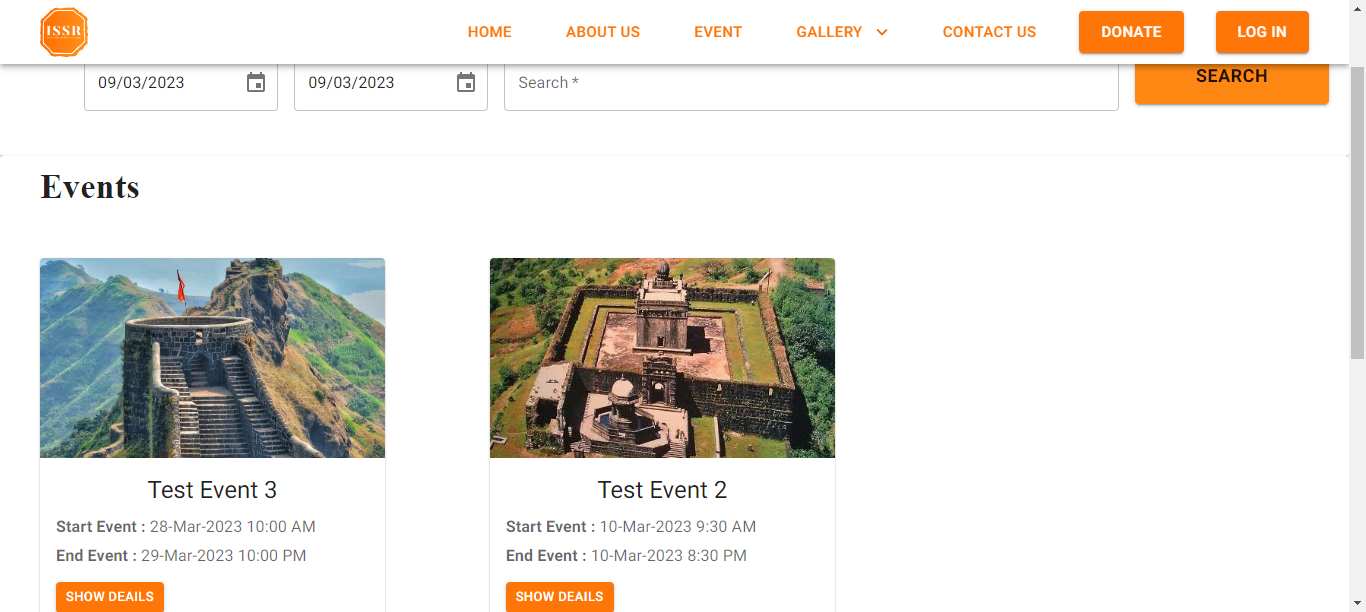 ISSR
HOME ABOUT US EVENT GALLERY CONTACT US DONATE LOG IN
09/03/2023 09/03/2023 Search * SEARCH
Events
Test Event 3
Start Event : 28-Mar-2023 10:00 AM
End Event : 29-Mar-2023 10:00 PM
SHOW DEAILS
Test Event 2
Start Event : 10-Mar-2023 9:30 AM
End Event : 10-Mar-2023 8:30 PM
SHOW DEAILS